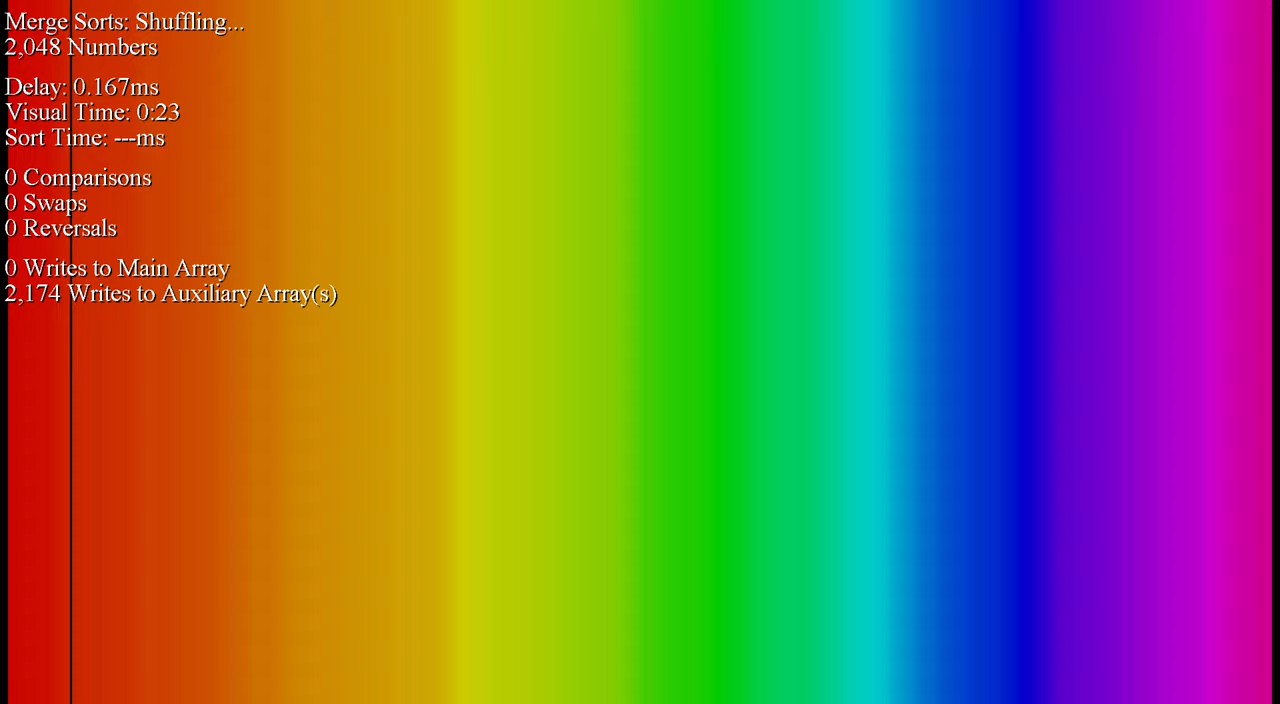 Merge Sorts: Shuffling...
2,048 Numbers
Delay: 0.167ms
Visual Time: 0:23
Sort Time: ---ms
0 Comparisons
0 Swaps
0 Reversals
0 Writes to Main Array
2,174 Writes to Auxiliary Array(s)